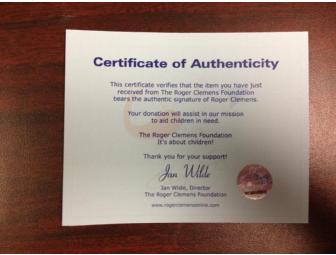 Certificate of Authenticity
This certificate verifies that the item you have just
received from The Roger Clemens Foundation
bears the authentic signature of Roger Clemens.
Your donation will assist in our mission
to aid children in need.
The Roger Clemens Foundation
It's about children!
Thank you for your support!
Jan Wilde
Jan Wilde, Director
The Roger Clemens Foundation
www.rogerclemensonline.com